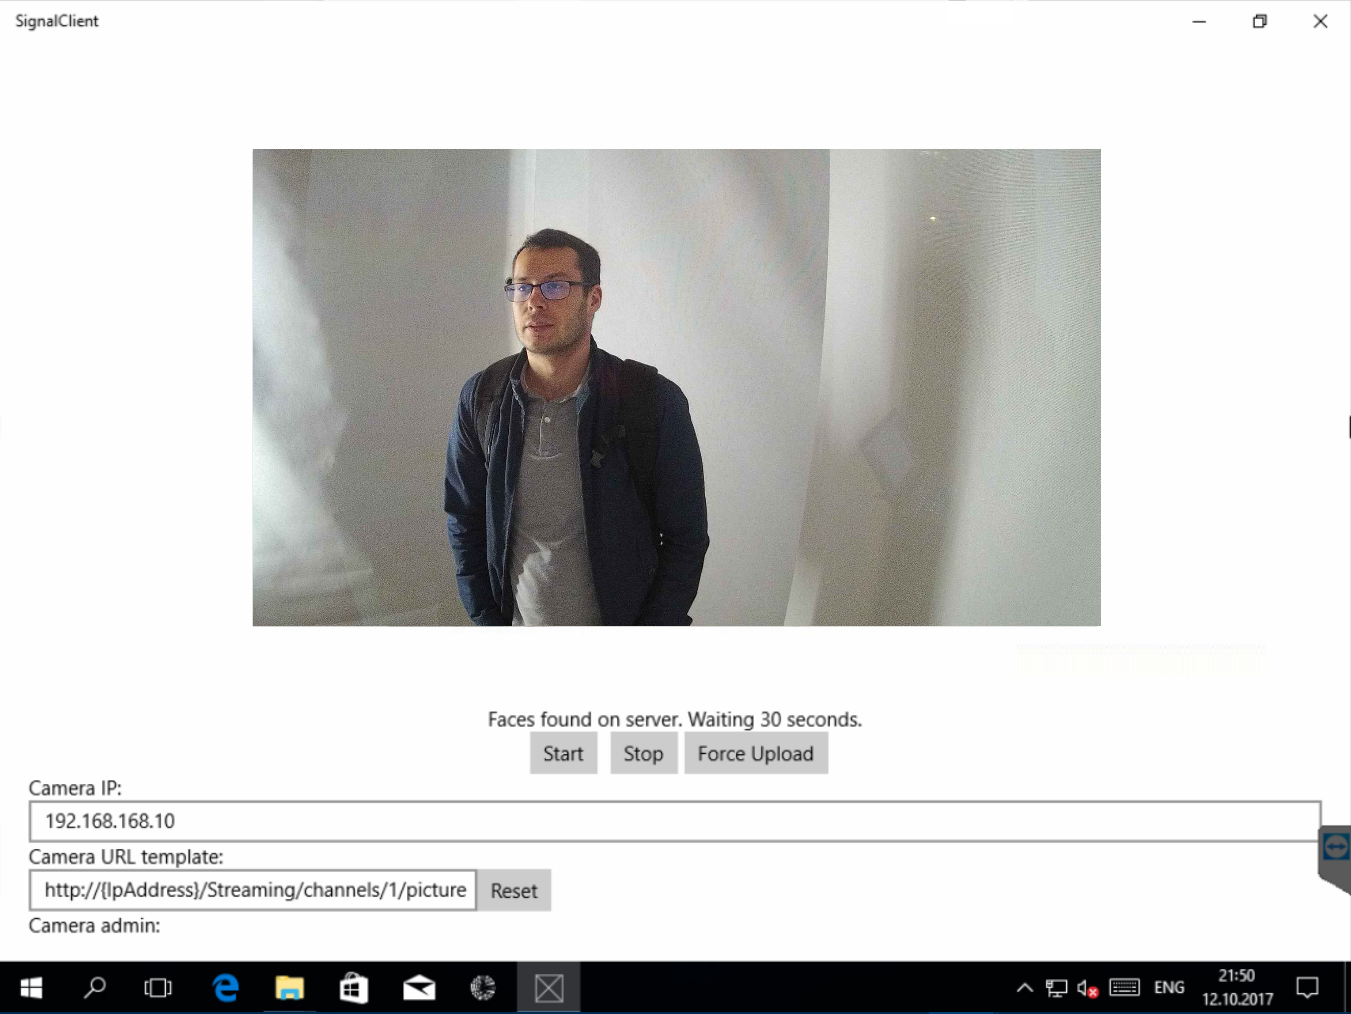 SignalClient
Faces found on server. Waiting 30 seconds.
Start Stop Force Upload
Camera IP:
192.168.168.10
Camera URL template:
http://{IpAddress}/Streaming/channels/1/picture Reset
Camera admin:
ENG 21:50
12.10.2017